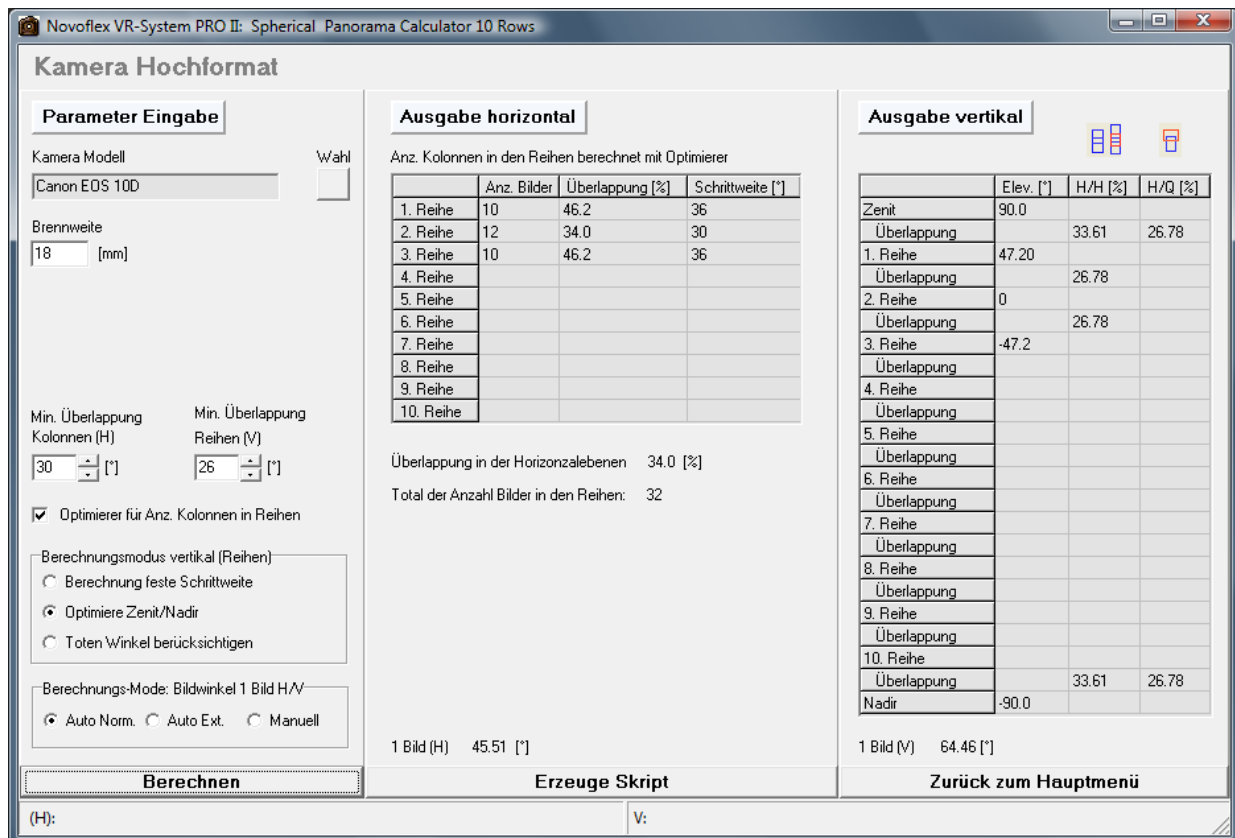 Novoflex VR-System PRO II:  Spherical  Panorama Calculator 10 Rows
Kamera Hochformat
Parameter Eingabe
Kamera Modell
Wahl
Canon EOS 10D
Brennweite
18 [mm]
Min. Überlappung
Kolonnen (H)
30 [°]
Min. Überlappung
Reihen (V)
26 [°]
Optimierer für Anz. Kolonnen in Reihen
Berechnungsmodus vertikal (Reihen)
Berechnung feste Schrittweite
Optimiere Zenit/Nadir
Toten Winkel berücksichtigen
Berechnungs-Mode: Bildwinkel 1 Bild H/V
Auto Norm. Auto Ext. Manuell
Berechnen
Ausgabe horizontal
Anz. Kolonnen in den Reihen berechnet mit Optimierer
Anz. Bilder Überlappung [%] Schrittweite [°]
1. Reihe 10 46.2 36
2. Reihe 12 34.0 30
3. Reihe 10 46.2 36
4. Reihe
5. Reihe
6. Reihe
7. Reihe
8. Reihe
9. Reihe
10. Reihe
Überlappung in der Horizonzalebenen 34.0 [%]
Total der Anzahl Bilder in den Reihen: 32
1 Bild (H) 45.51 [°]
Erzeuge Skript
Ausgabe vertikal
Elev. [°] H/H [%] H/Q [%]
Zenit 90.0
Überlappung 33.61 26.78
1. Reihe 47.20
Überlappung 26.78
2. Reihe 0
Überlappung 26.78
3. Reihe -47.2
Überlappung
4. Reihe
Überlappung
5. Reihe
Überlappung
6. Reihe
Überlappung
7. Reihe
Überlappung
8. Reihe
Überlappung
9. Reihe
Überlappung
10. Reihe
Überlappung 33.61 26.78
Nadir -90.0
1 Bild (V) 64.46 [°]
Zurück zum Hauptmenü
(H):
V: